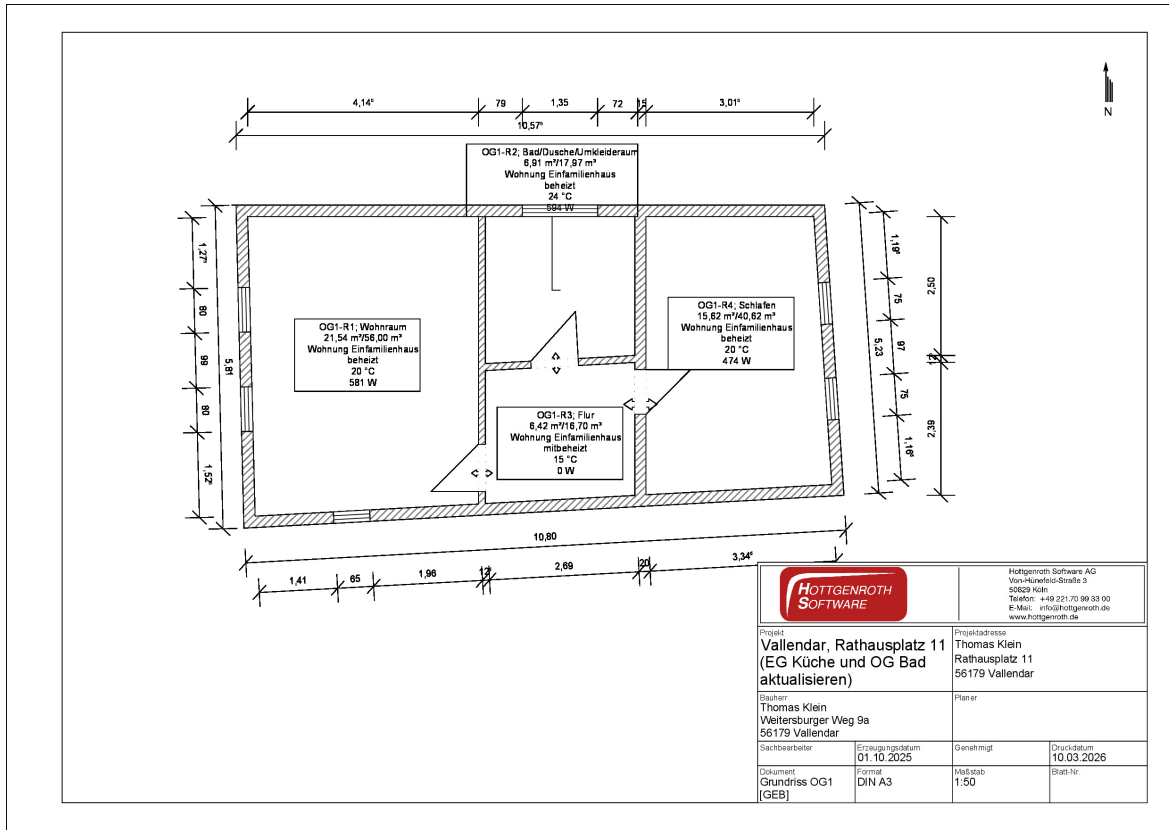 N
4,14⁵
79
1,35
72
15
3,01⁵
10,57⁵
OG1-R2; Bad/Dusche/Umkleideraum
6,91 m²/17,97 m³
Wohnung Einfamilienhaus
beheizt
24 °C
594 W
1,27⁵
80
99
80
1,52⁵
5,81
OG1-R1; Wohnraum
21,54 m²/56,00 m³
Wohnung Einfamilienhaus
beheizt
20 °C
581 W
OG1-R4; Schlafen
15,62 m²/40,62 m³
Wohnung Einfamilienhaus
beheizt
20 °C
474 W
OG1-R3; Flur
6,42 m²/16,70 m³
Wohnung Einfamilienhaus
mitbeheizt
15 °C
0 W
5,23
75
97
75
2,50
12
2,39
10,80
1,41
65
1,96
12⁵
2,69
20
3,34⁵
HOTTGENROTH
SOFTWARE
Hottgenroth Software AG
Von-Hünefeld-Straße 3
50829 Köln
Telefon: +49 221.70 99 33 00
E-Mail: info@hottgenroth.de
www.hottgenroth.de
Projekt
Vallendar, Rathausplatz 11
(EG Küche und OG Bad
aktualisieren)
Projektadresse
Thomas Klein
Rathausplatz 11
56179 Vallendar
Bauherr
Thomas Klein
Weitersburger Weg 9a
56179 Vallendar
Planer
Sachbearbeiter
Erzeugungsdatum
01.10.2025
Genehmigt
Druckdatum
10.03.2026
Dokument
Grundriss OG1
[GEB]
Format
DIN A3
Maßstab
1:50
Blatt-Nr.